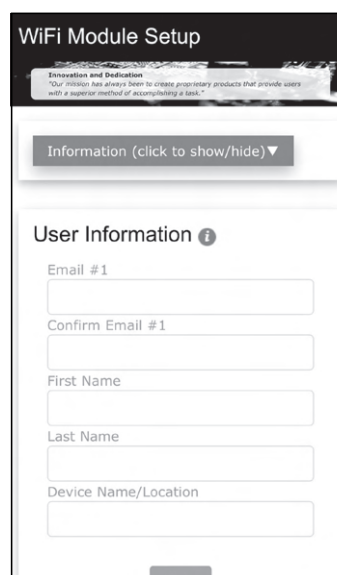 WiFi Module Setup
Innovation and Dedication
"Our mission has always been to create proprietary products that provide users
with a superior method of accomplishing a task."
Information (click to show/hide)▼
User Information i
Email #1
Confirm Email #1
First Name
Last Name
Device Name/Location